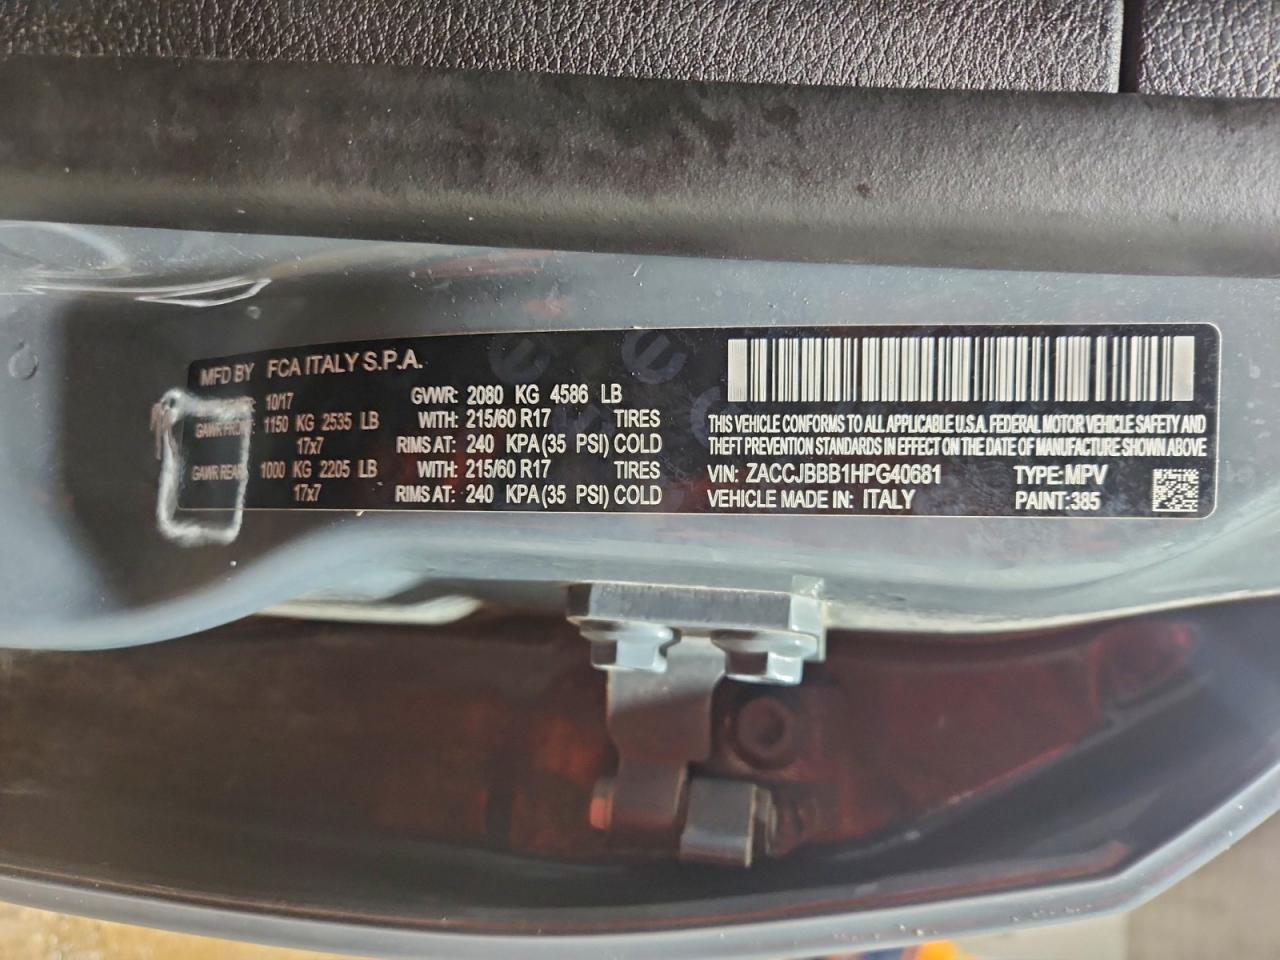 MFD BY FCA ITALY S.P.A.
10/17 GVWR: 2080 KG 4586 LB
GAWR FRONT: 1150 KG 2535 LB WITH: 215/60 R17 TIRES
17x7 RIMS AT: 240 KPA (35 PSI) COLD
GAWR REAR: 1000 KG 2205 LB WITH: 215/60 R17 TIRES
17x7 RIMS AT: 240 KPA (35 PSI) COLD
THIS VEHICLE CONFORMS TO ALL APPLICABLE U.S.A. FEDERAL MOTOR VEHICLE SAFETY AND
THEFT PREVENTION STANDARDS IN EFFECT ON THE DATE OF MANUFACTURE SHOWN ABOVE
VIN: ZACCJBBB1HPG40681 TYPE: MPV
VEHICLE MADE IN: ITALY PAINT: 385